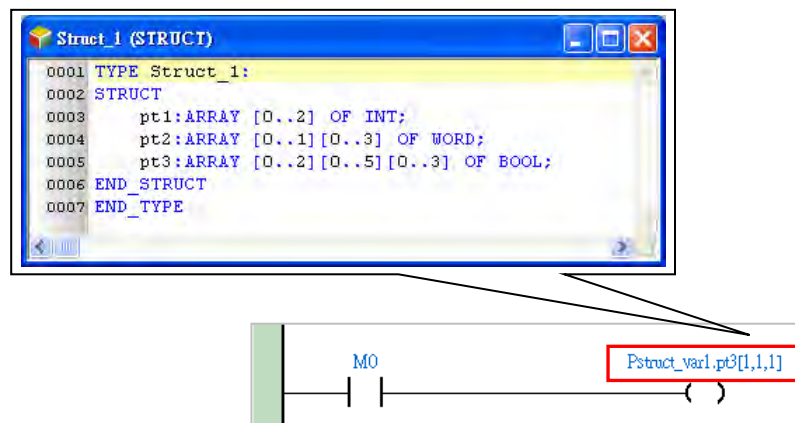 Struct_1 (STRUCT)
0001 TYPE Struct_1:
0002 STRUCT
0003 pt1:ARRAY [0..2] OF INT;
0004 pt2:ARRAY [0..1][0..3] OF WORD;
0005 pt3:ARRAY [0..2][0..5][0..3] OF BOOL;
0006 END_STRUCT
0007 END_TYPE
M0 Pstruct_var1.pt3[1,1,1]